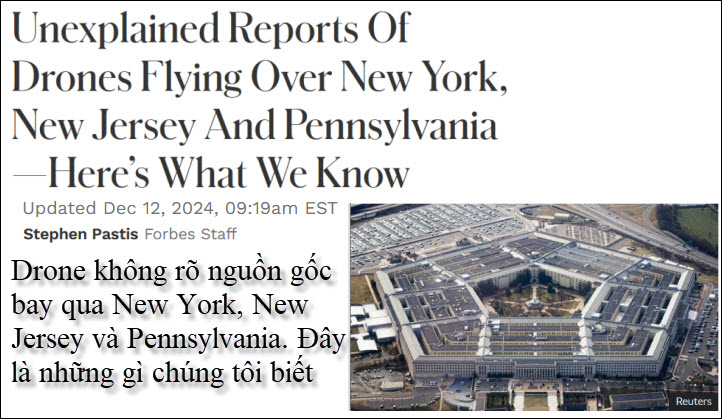 Unexplained Reports Of
Drones Flying Over New York,
New Jersey And Pennsylvania
—Here’s What We Know
Updated Dec 12, 2024, 09:19am EST
Stephen Pastis Forbes Staff
Drone không rõ nguồn gốc
bay qua New York, New
Jersey và Pennsylvania. Đây
là những gì chúng tôi biết
Reuters